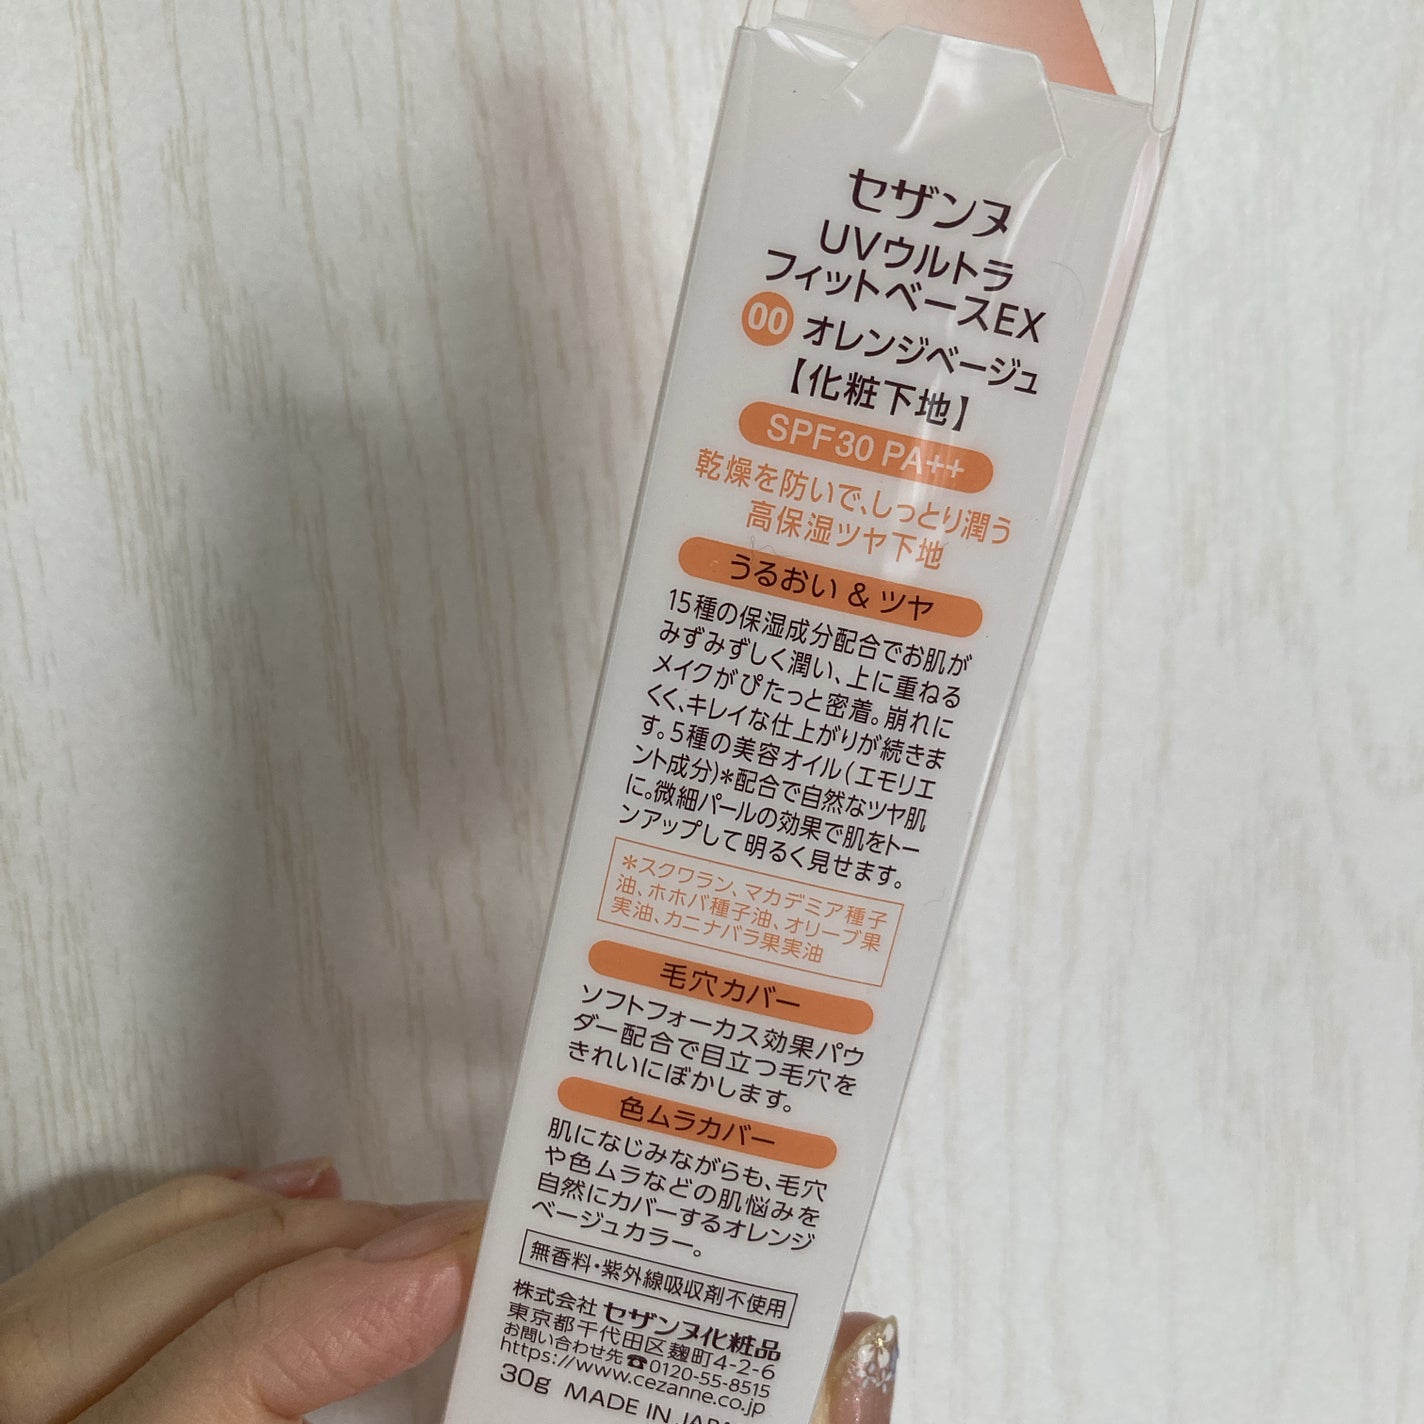 セザンヌ
UVウルトラ
フィットベースEX
00 オレンジベージュ
【化粧下地】
SPF30 PA++
乾燥を防いで、しっとり潤う
高保湿ツヤ下地
うるおい & ツヤ
15種の保湿成分配合でお肌が
みずみずしく潤い、上に重ねる
メイクがぴたっと密着。崩れに
くく、キレイな仕上がりが続きま
す。5種の美容オイル(エモリエ
ント成分)*配合で自然なツヤ肌
に。微細パールの効果で肌をトー
ンアップして明るく見せます。
*スクワラン、マカデミア種子
油、ホホバ種子油、オリーブ果
実油、カニナバラ果実油
毛穴カバー
ソフトフォーカス効果パウ
ダー配合で目立つ毛穴を
きれいにぼかします。
色ムラカバー
肌になじみながらも、毛穴
や色ムラなどの肌悩みを
自然にカバーするオレンジ
ベージュカラー。
無香料・紫外線吸収剤不使用
株式会社 セザンヌ化粧品
東京都千代田区麹町4-2-6
お問い合わせ先☎0120-55-8515
https://www.cezanne.co.jp
30g MADE IN